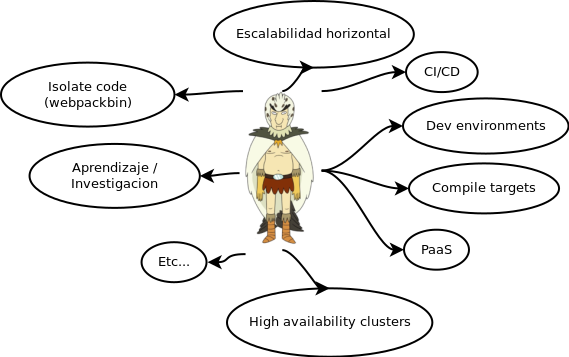 Escalabilidad horizontal
CI/CD
Isolate code
(webpackbin)
Dev environments
Aprendizaje /
Investigacion
Compile targets
PaaS
Etc...
High availability clusters